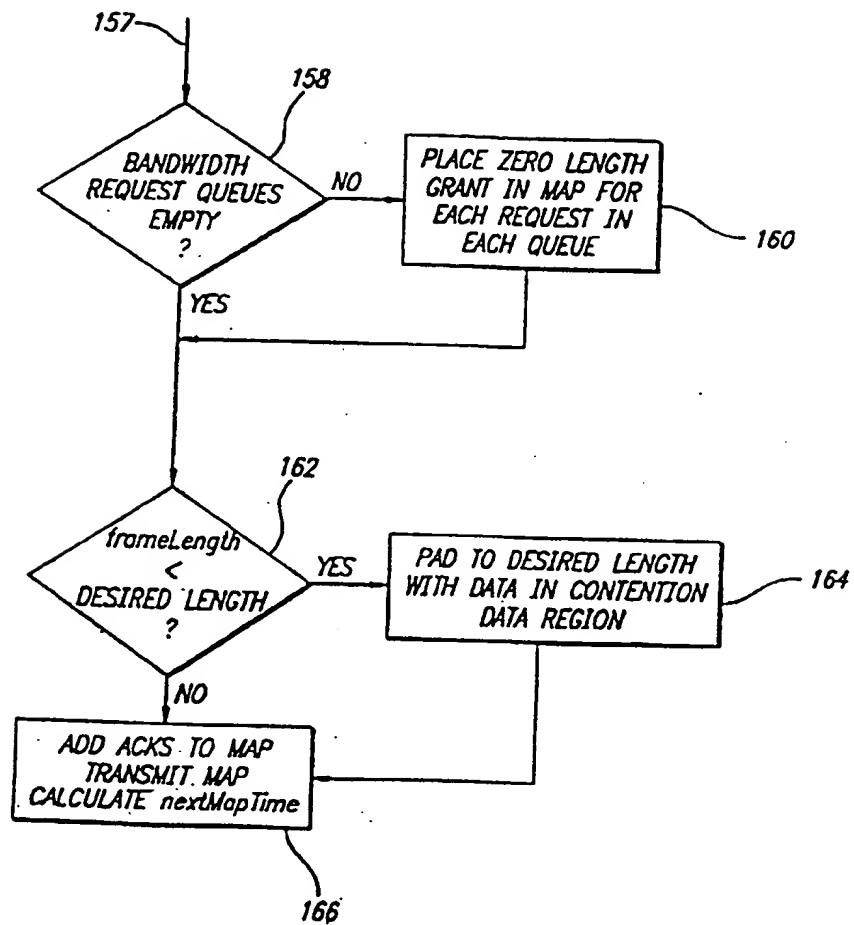 157
158
BANDWIDTH
REQUEST QUEUES
EMPTY
?
NO
PLACE ZERO LENGTH
GRANT IN MAP FOR
EACH REQUEST IN
EACH QUEUE
160
YES
162
frameLength
<
DESIRED LENGTH
?
YES
PAD TO DESIRED LENGTH
WITH DATA IN CONTENTION
DATA REGION
164
NO
ADD ACKS TO MAP
TRANSMIT MAP
CALCULATE nextMapTime
166